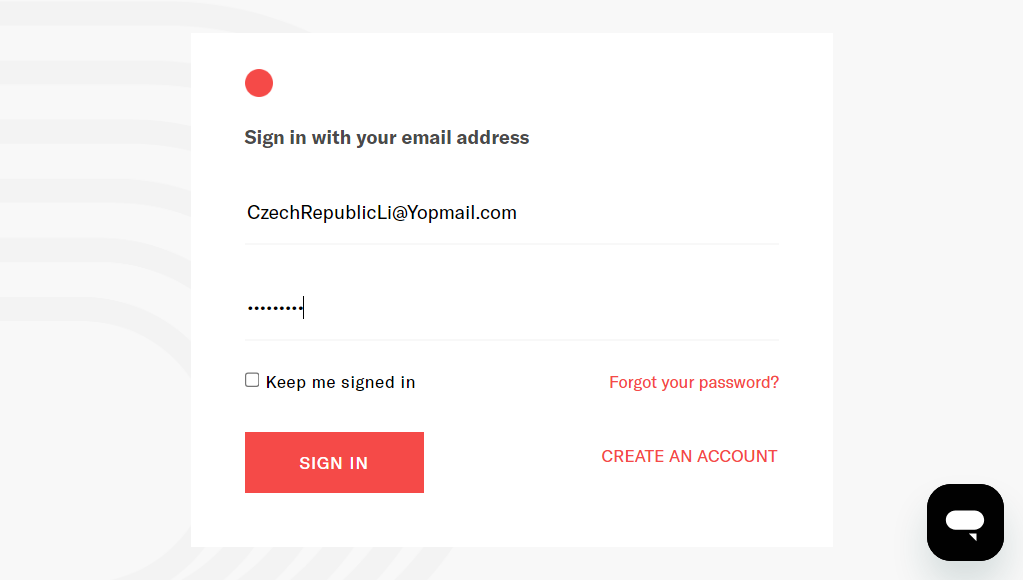 Sign in with your email address
CzechRepublicLi@Yopmail.com
•••••••••
Keep me signed in
Forgot your password?
SIGN IN
CREATE AN ACCOUNT